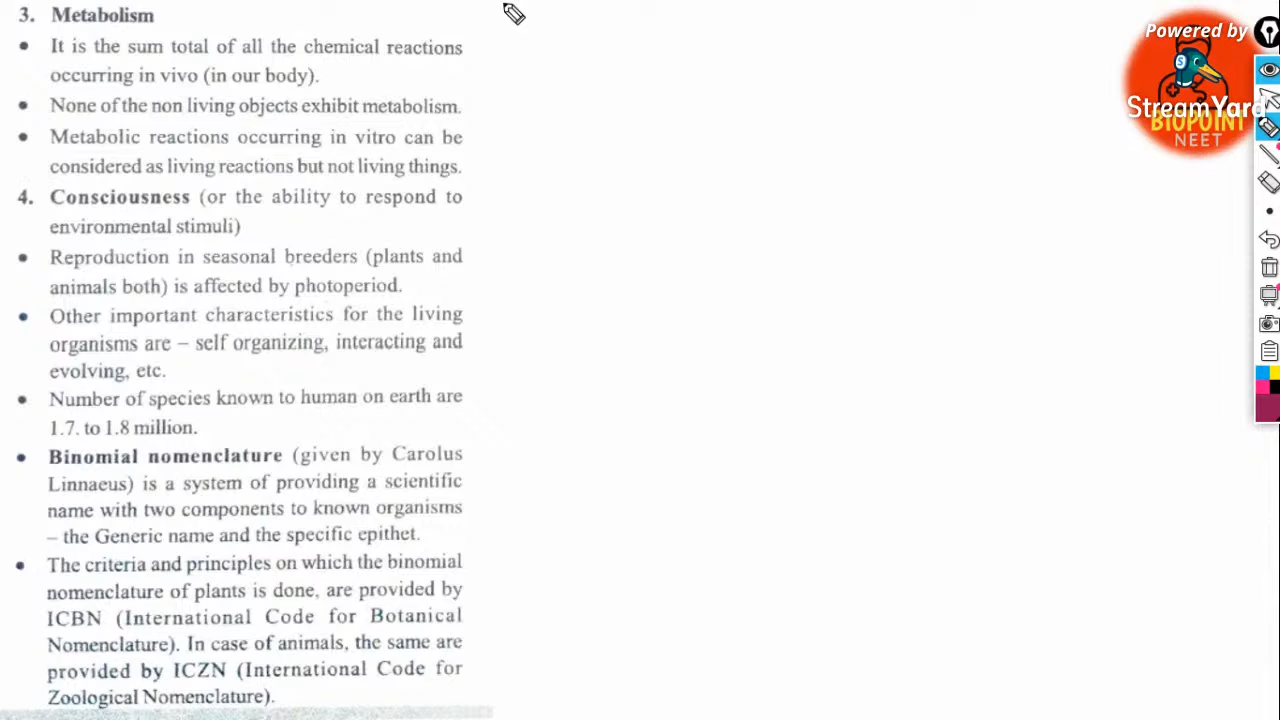 3. Metabolism
• It is the sum total of all the chemical reactions
occurring in vivo (in our body).
• None of the non living objects exhibit metabolism.
• Metabolic reactions occurring in vitro can be
considered as living reactions but not living things.
4. Consciousness (or the ability to respond to
environmental stimuli)
• Reproduction in seasonal breeders (plants and
animals both) is affected by photoperiod.
• Other important characteristics for the living
organisms are – self organizing, interacting and
evolving, etc.
• Number of species known to human on earth are
1.7. to 1.8 million.
• Binomial nomenclature (given by Carolus
Linnaeus) is a system of providing a scientific
name with two components to known organisms
– the Generic name and the specific epithet.
• The criteria and principles on which the binomial
nomenclature of plants is done, are provided by
ICBN (International Code for Botanical
Nomenclature). In case of animals, the same are
provided by ICZN (International Code for
Zoological Nomenclature).
Powered by
StreamYard
BIOPOINT
NEET